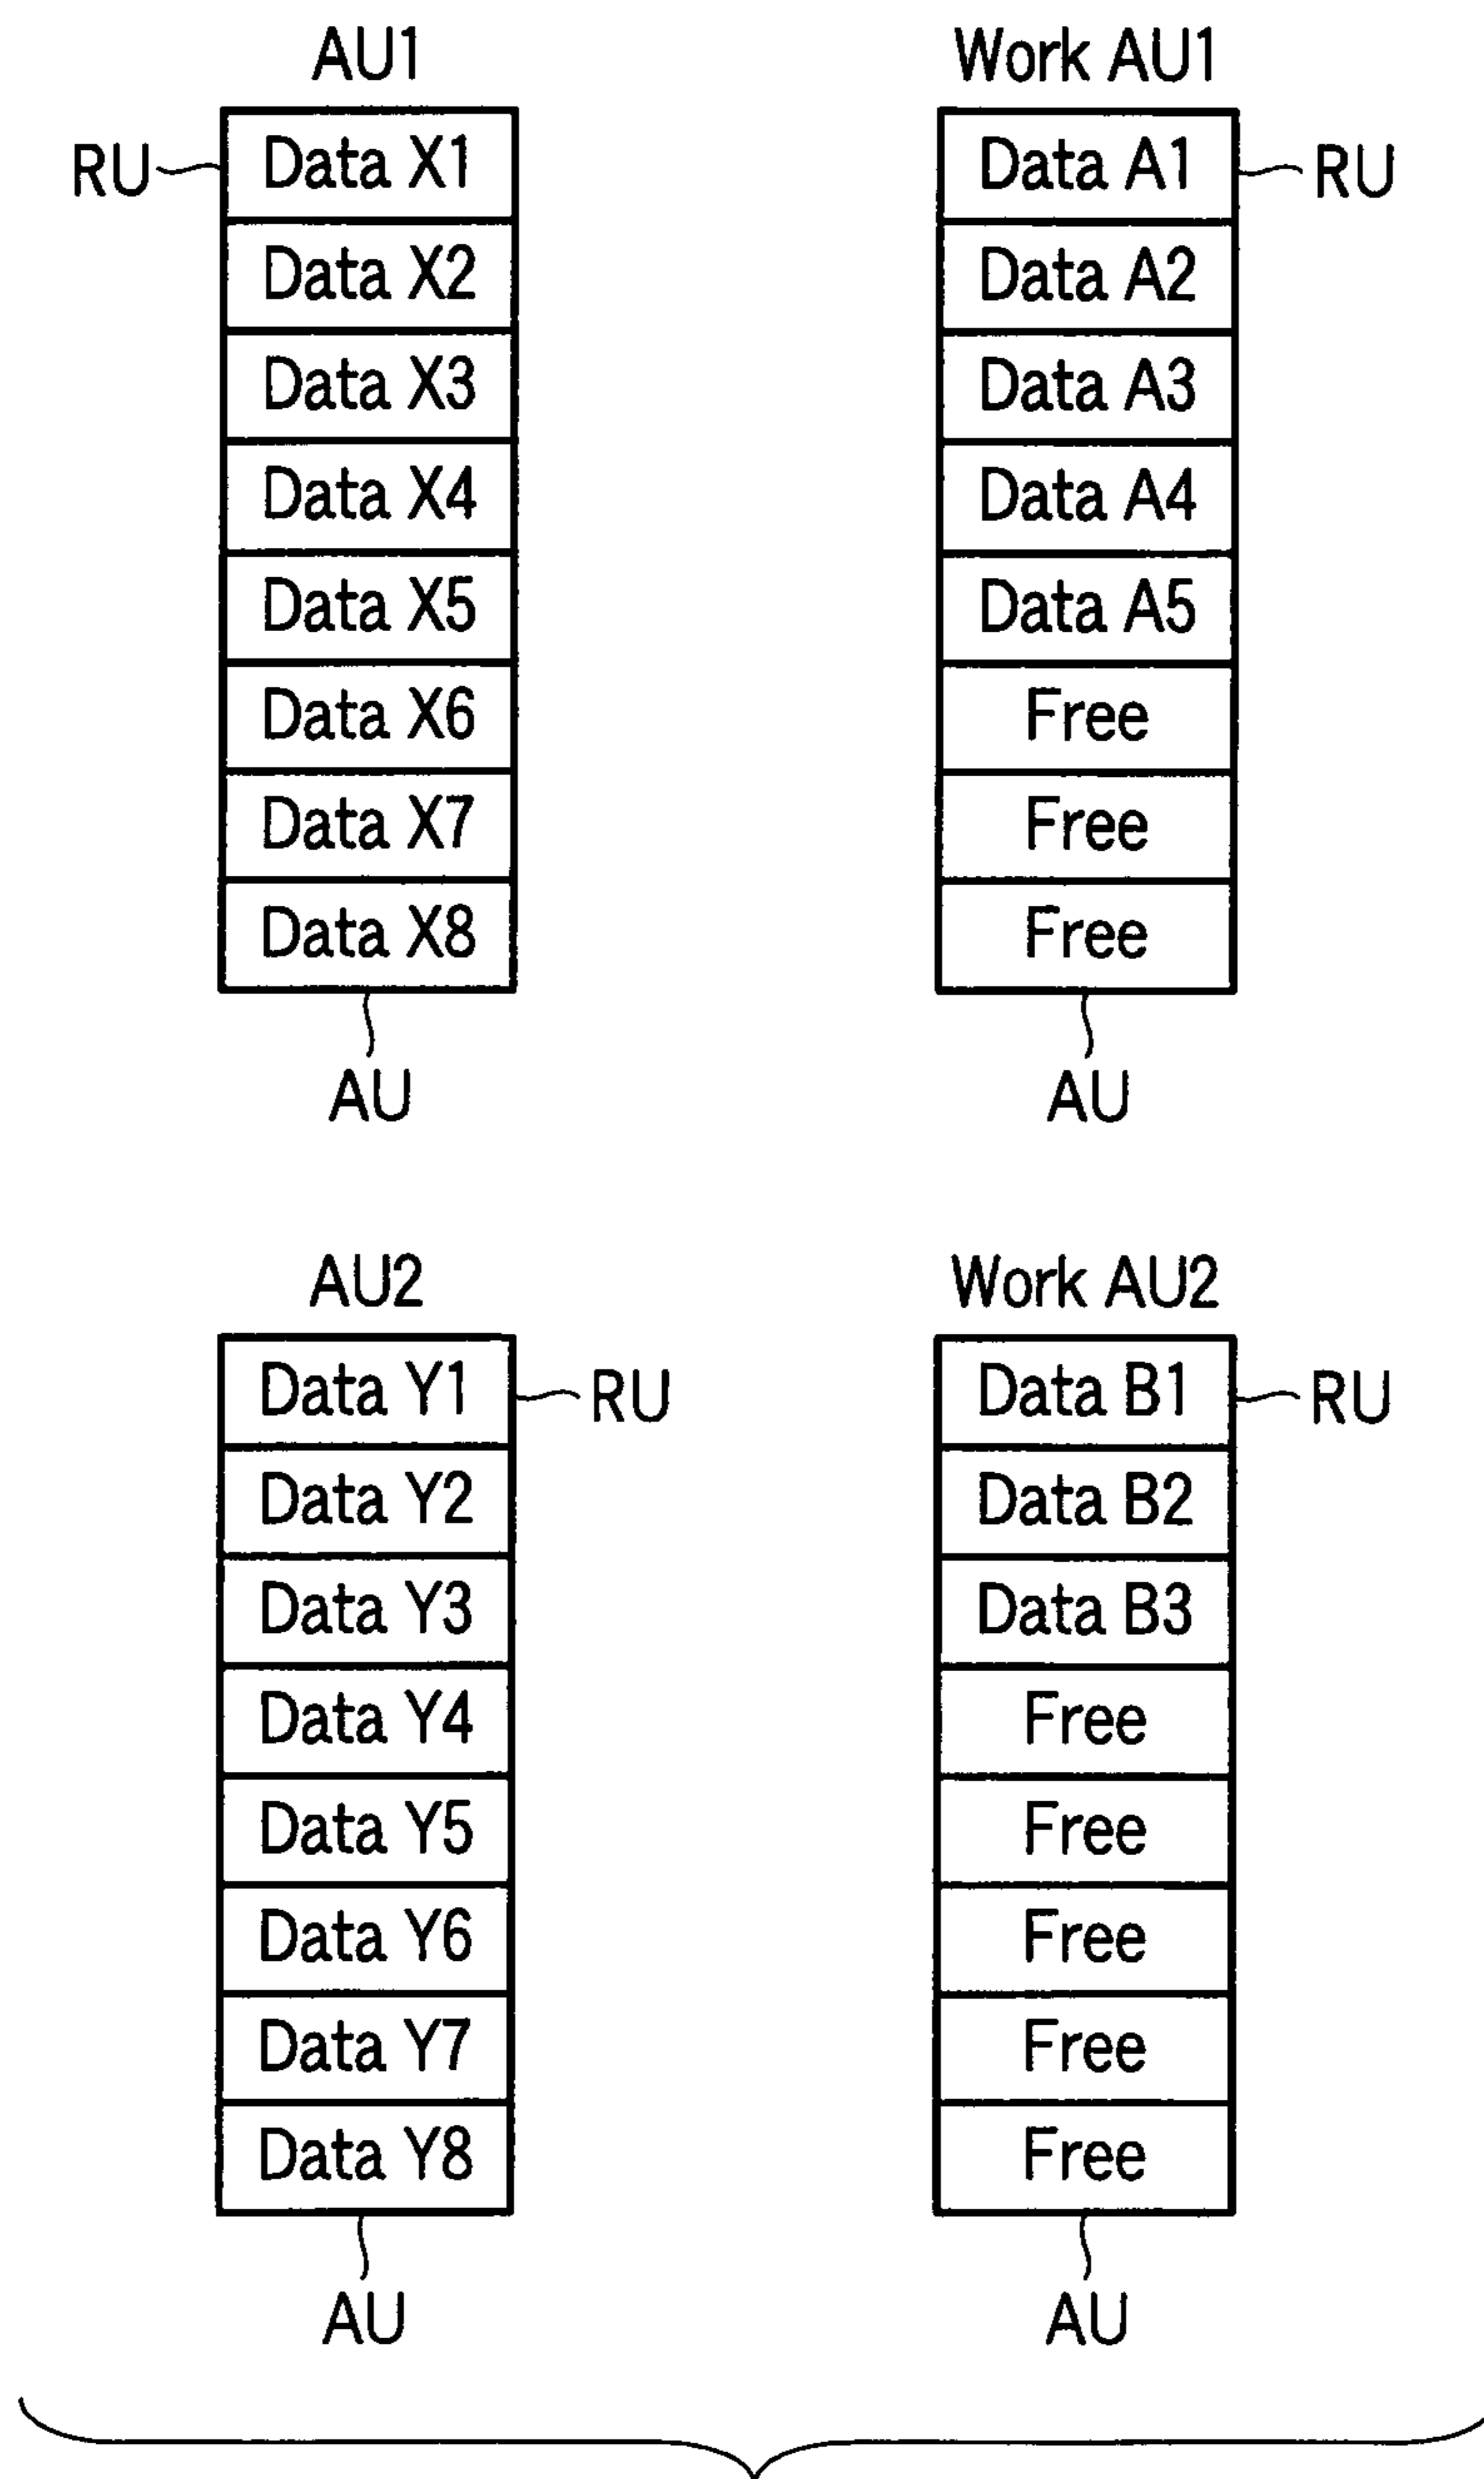 AU1
RU
Data X1
Data X2
Data X3
Data X4
Data X5
Data X6
Data X7
Data X8
AU
Work AU1
Data A1
RU
Data A2
Data A3
Data A4
Data A5
Free
Free
Free
AU
AU2
Data Y1
RU
Data Y2
Data Y3
Data Y4
Data Y5
Data Y6
Data Y7
Data Y8
AU
Work AU2
Data B1
RU
Data B2
Data B3
Free
Free
Free
Free
Free
AU